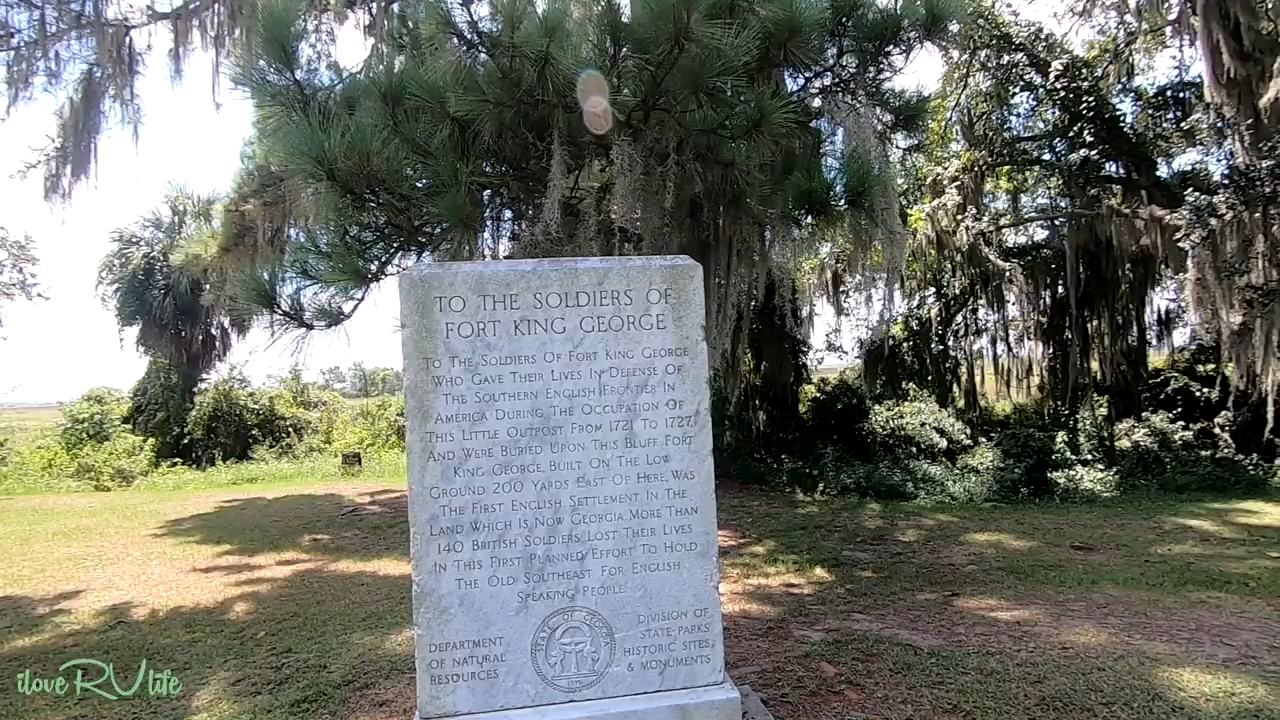 TO THE SOLDIERS OF
FORT KING GEORGE
TO THE SOLDIERS OF FORT KING GEORGE
WHO GAVE THEIR LIVES IN DEFENSE OF
THE SOUTHERN ENGLISH FRONTIER IN
AMERICA DURING THE OCCUPATION OF
THIS LITTLE OUTPOST FROM 1721 TO 1727,
AND WERE BURIED UPON THIS BLUFF. FORT
KING GEORGE, BUILT ON THE LOW
GROUND 200 YARDS EAST OF HERE, WAS
THE FIRST ENGLISH SETTLEMENT IN THE
LAND WHICH IS NOW GEORGIA. MORE THAN
140 BRITISH SOLDIERS LOST THEIR LIVES
IN THIS FIRST PLANNED EFFORT TO HOLD
THE OLD SOUTHEAST FOR ENGLISH
SPEAKING PEOPLE.
DEPARTMENT
OF NATURAL
RESOURCES
STATE OF GEORGIA
1776
DIVISION OF
STATE PARKS
HISTORIC SITES,
& MONUMENTS
ilove RV life